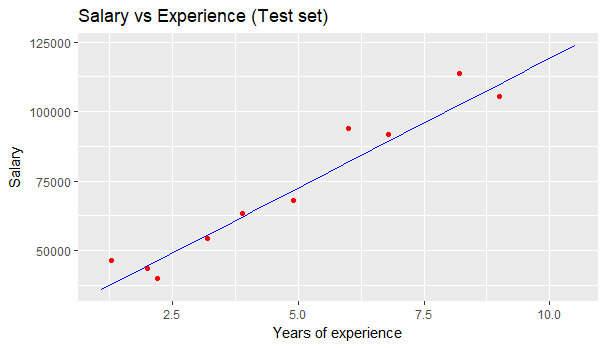 Salary vs Experience (Test set)
125000
100000
75000
50000
Salary
2.5 5.0 7.5 10.0
Years of experience